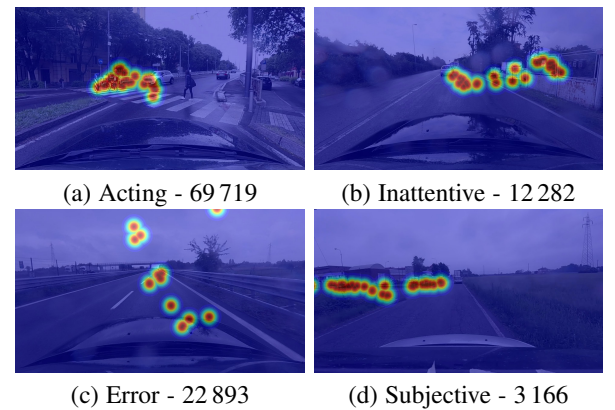 (a) Acting - 69 719
(b) Inattentive - 12 282
(c) Error - 22 893
(d) Subjective - 3 166